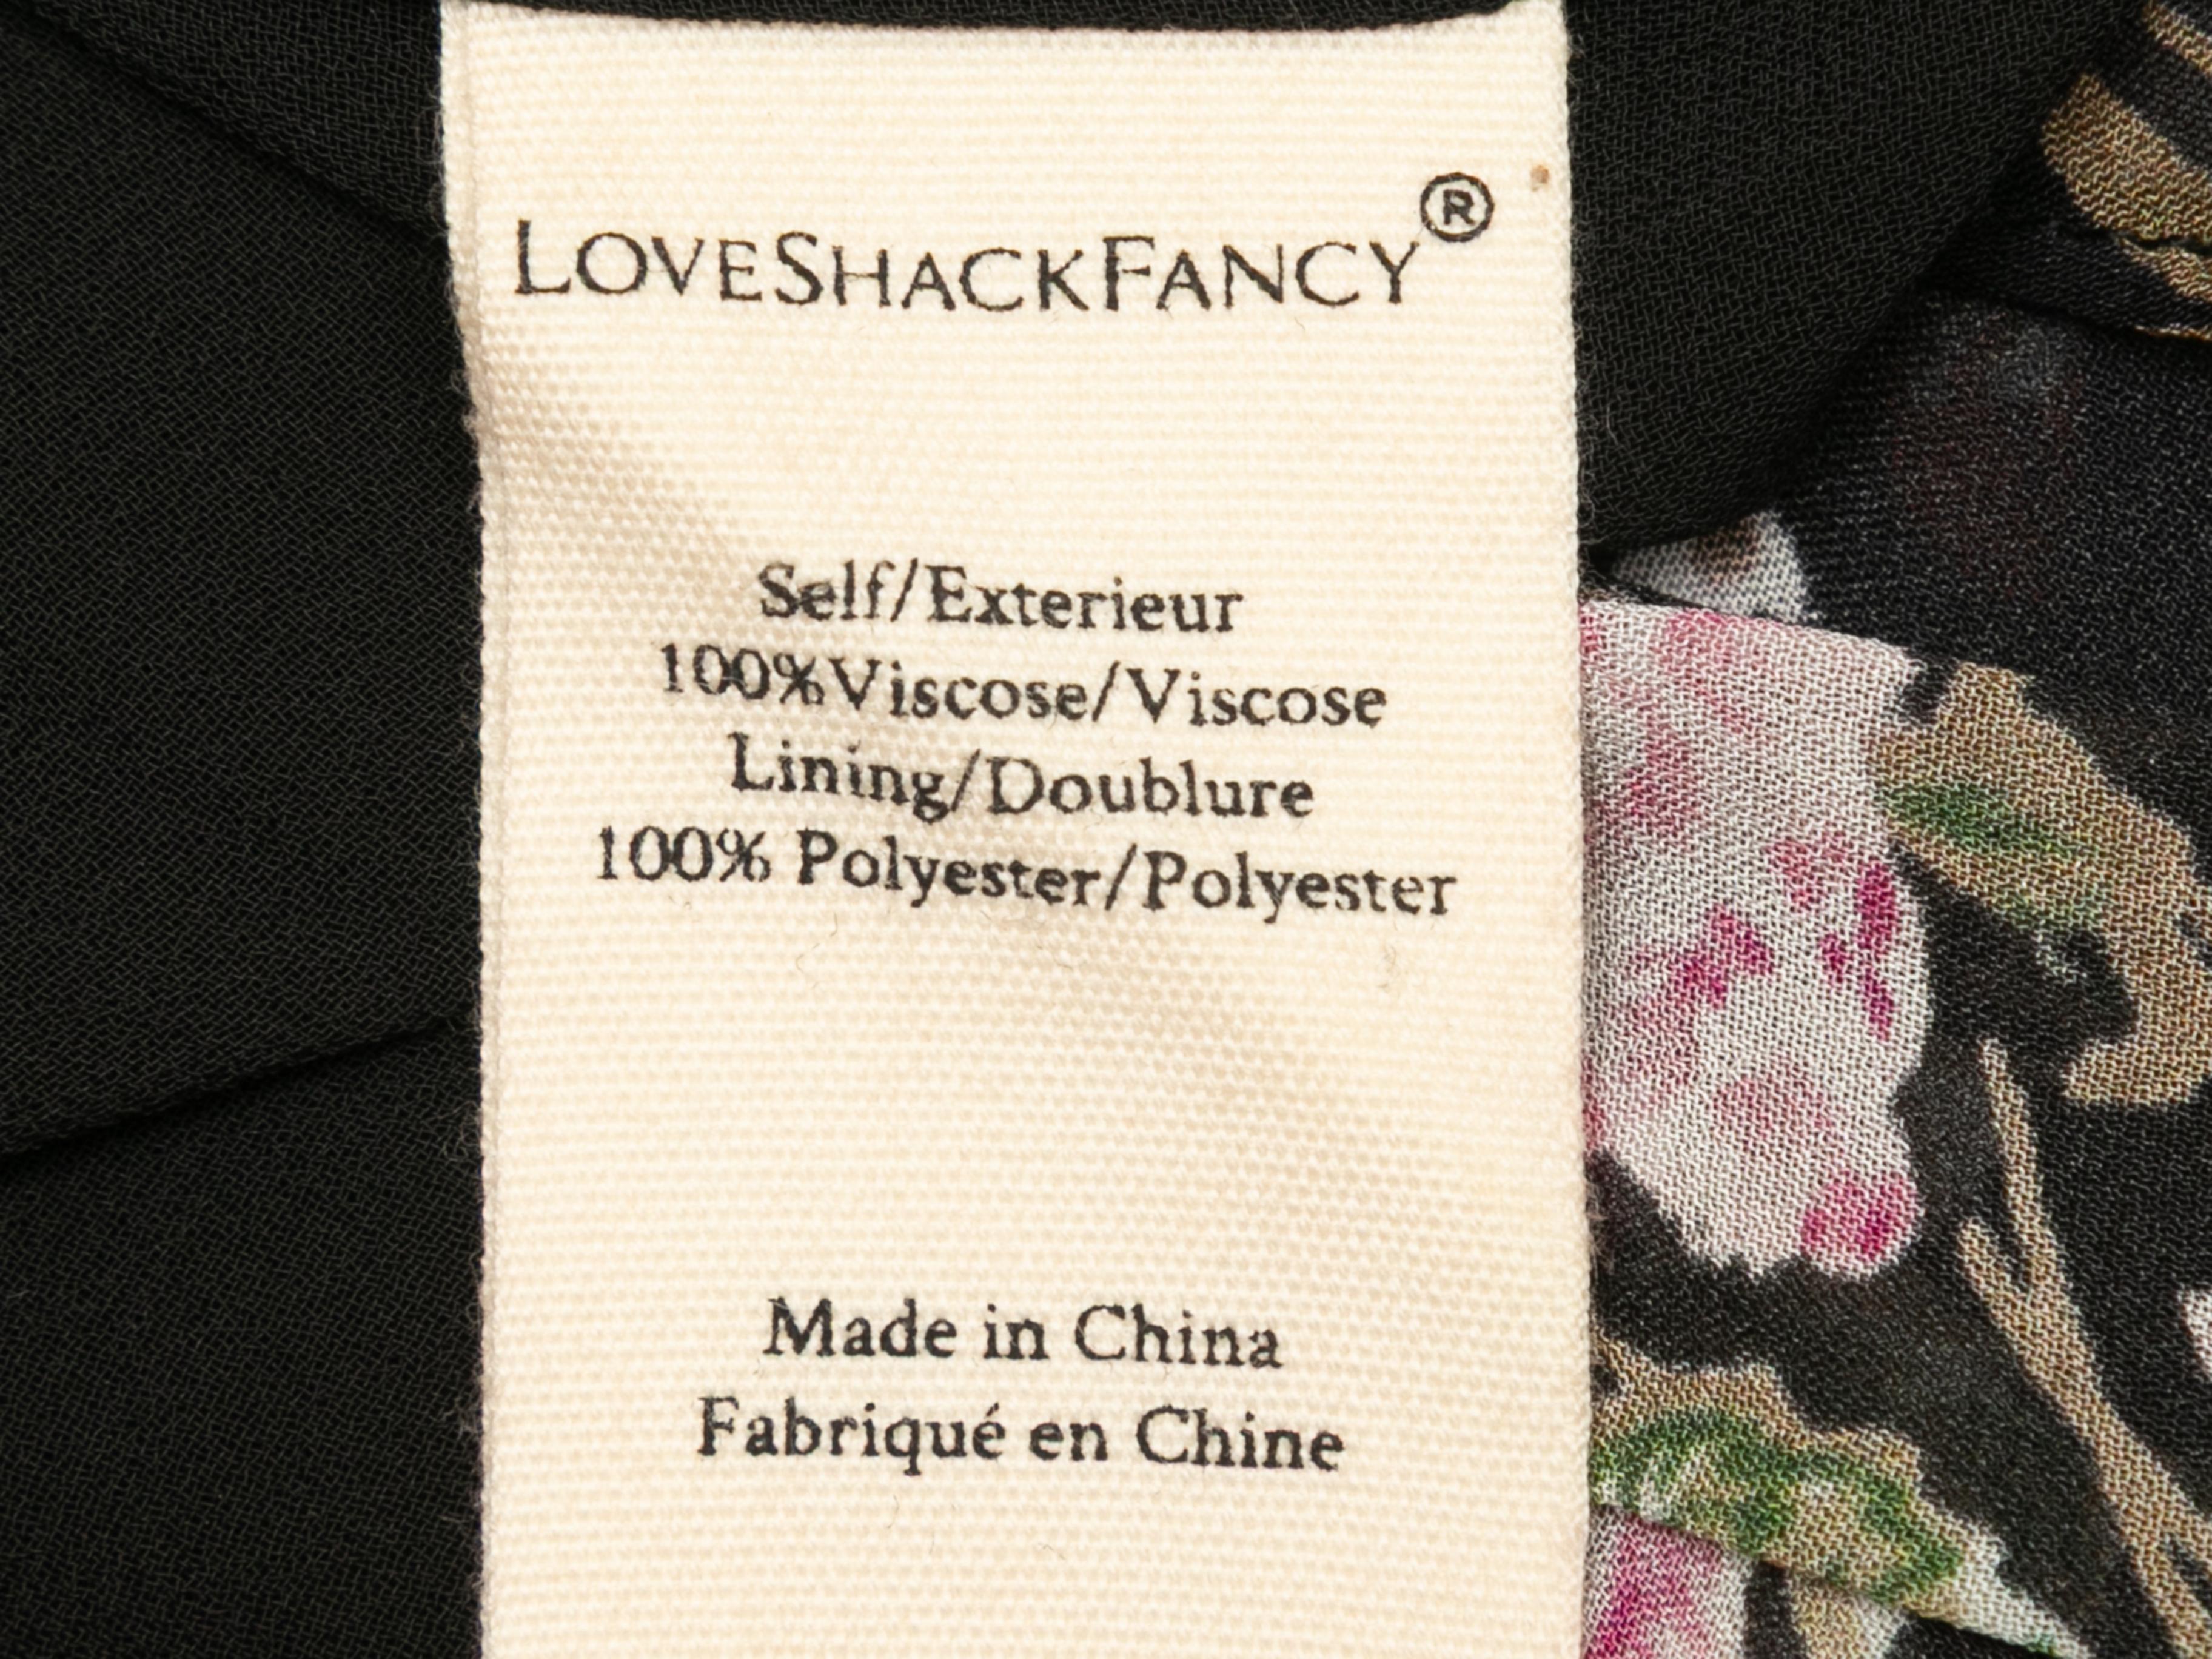 LOVESHACKFANCY®
Self/Exterieur
100%Viscose/Viscose
Lining/Doublure
100% Polyester/Polyester
Made in China
Fabriqué en Chine